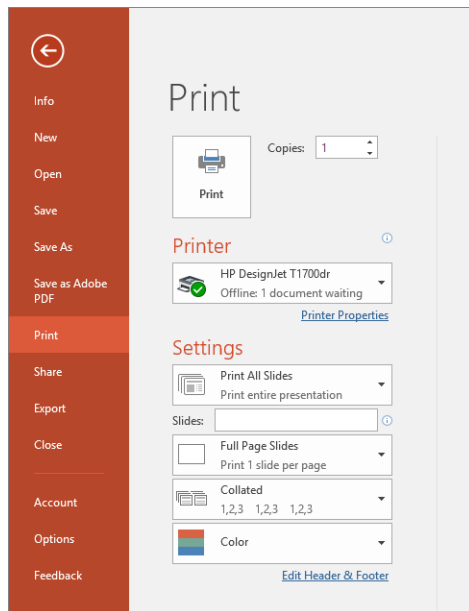 Info
New
Open
Save
Save As
Save as Adobe
PDF
Print
Share
Export
Close
Account
Options
Feedback
Print
Print
Copies: 1
Printer
HP DesignJet T1700dr
Offline: 1 document waiting
Printer Properties
Settings
Print All Slides
Print entire presentation
Slides:
Full Page Slides
Print 1 slide per page
Collated
1,2,3 1,2,3 1,2,3
Color
Edit Header & Footer